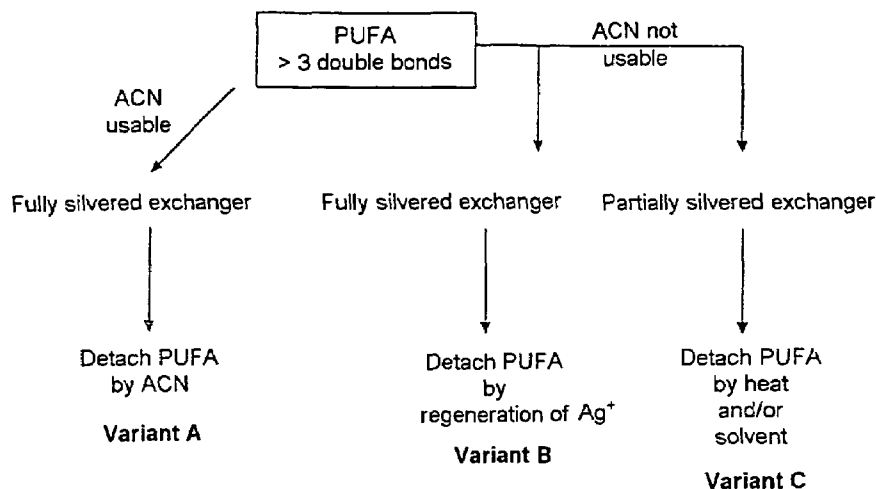 PUFA
> 3 double bonds
ACN
usable
ACN not
usable
Fully silvered exchanger
Fully silvered exchanger
Partially silvered exchanger
Detach PUFA
by ACN
Variant A
Detach PUFA
by
regeneration of Ag⁺
Variant B
Detach PUFA
by heat
and/or
solvent
Variant C